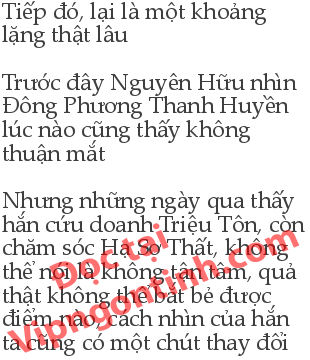 Tiếp đó, lại là một khoảng
lặng thật lâu
Trước đây Nguyên Hữu nhìn
Đông Phương Thanh Huyền
lúc nào cũng thấy không
thuận mắt
Nhưng những ngày qua thấy
hắn cứu doanh Triệu Tôn, còn
chăm sóc Hạ Sơ Thất, không
thể nói là không tận tâm, quả
thật không thể bắt bẻ được
điểm nào, cách nhìn của hắn
ta cũng có một chút thay đổi
Đọc tại
Vipngontinh.com